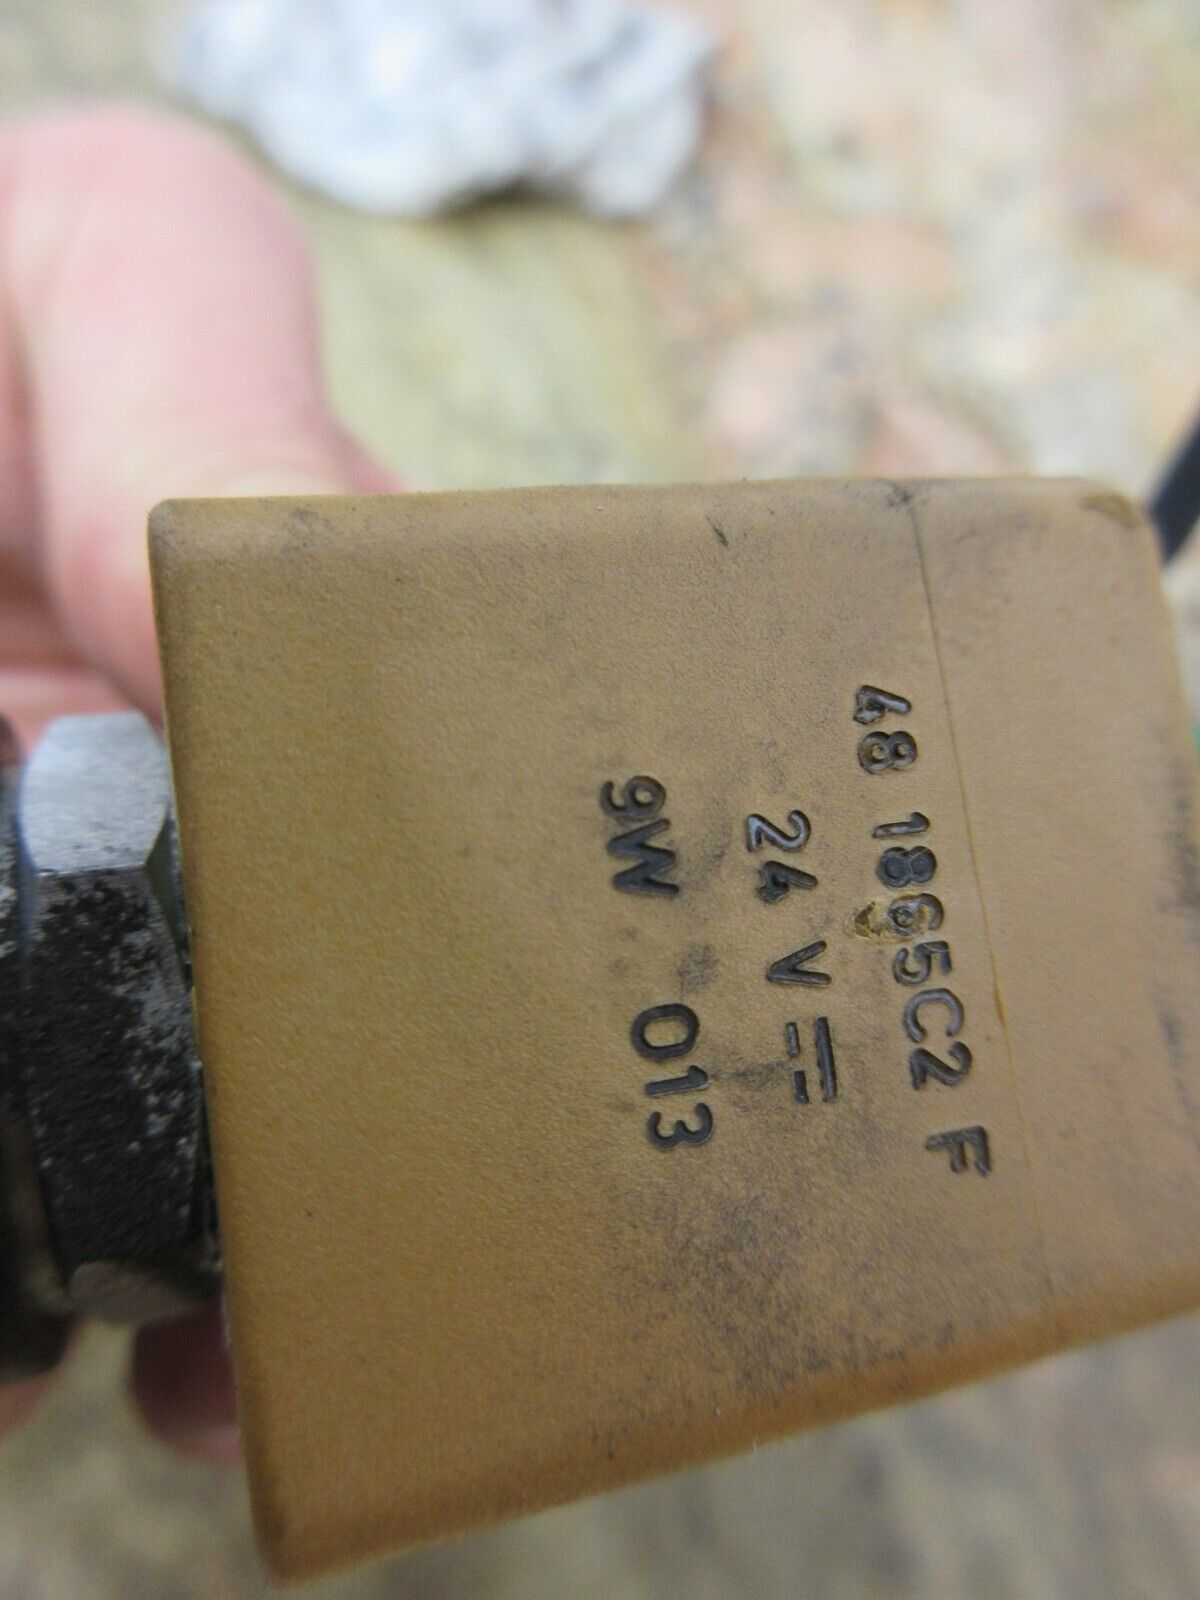 48 1865C2 F
24 V ⎓
9W 013